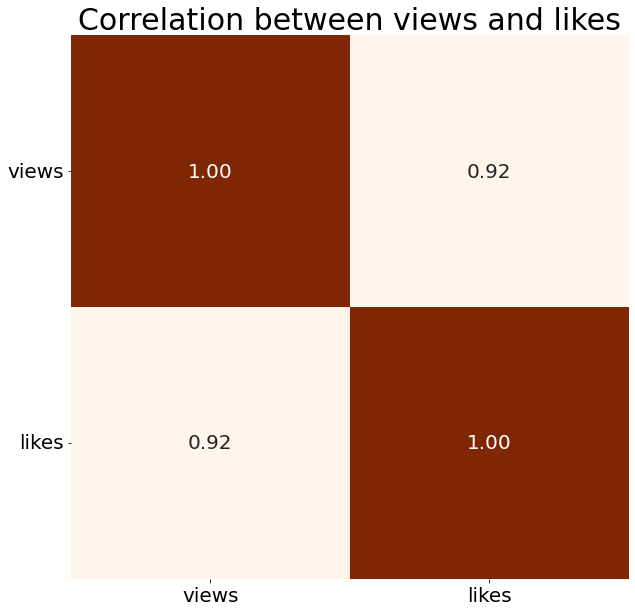 Correlation between views and likes
views
1.00
0.92
likes
0.92
1.00
views
likes